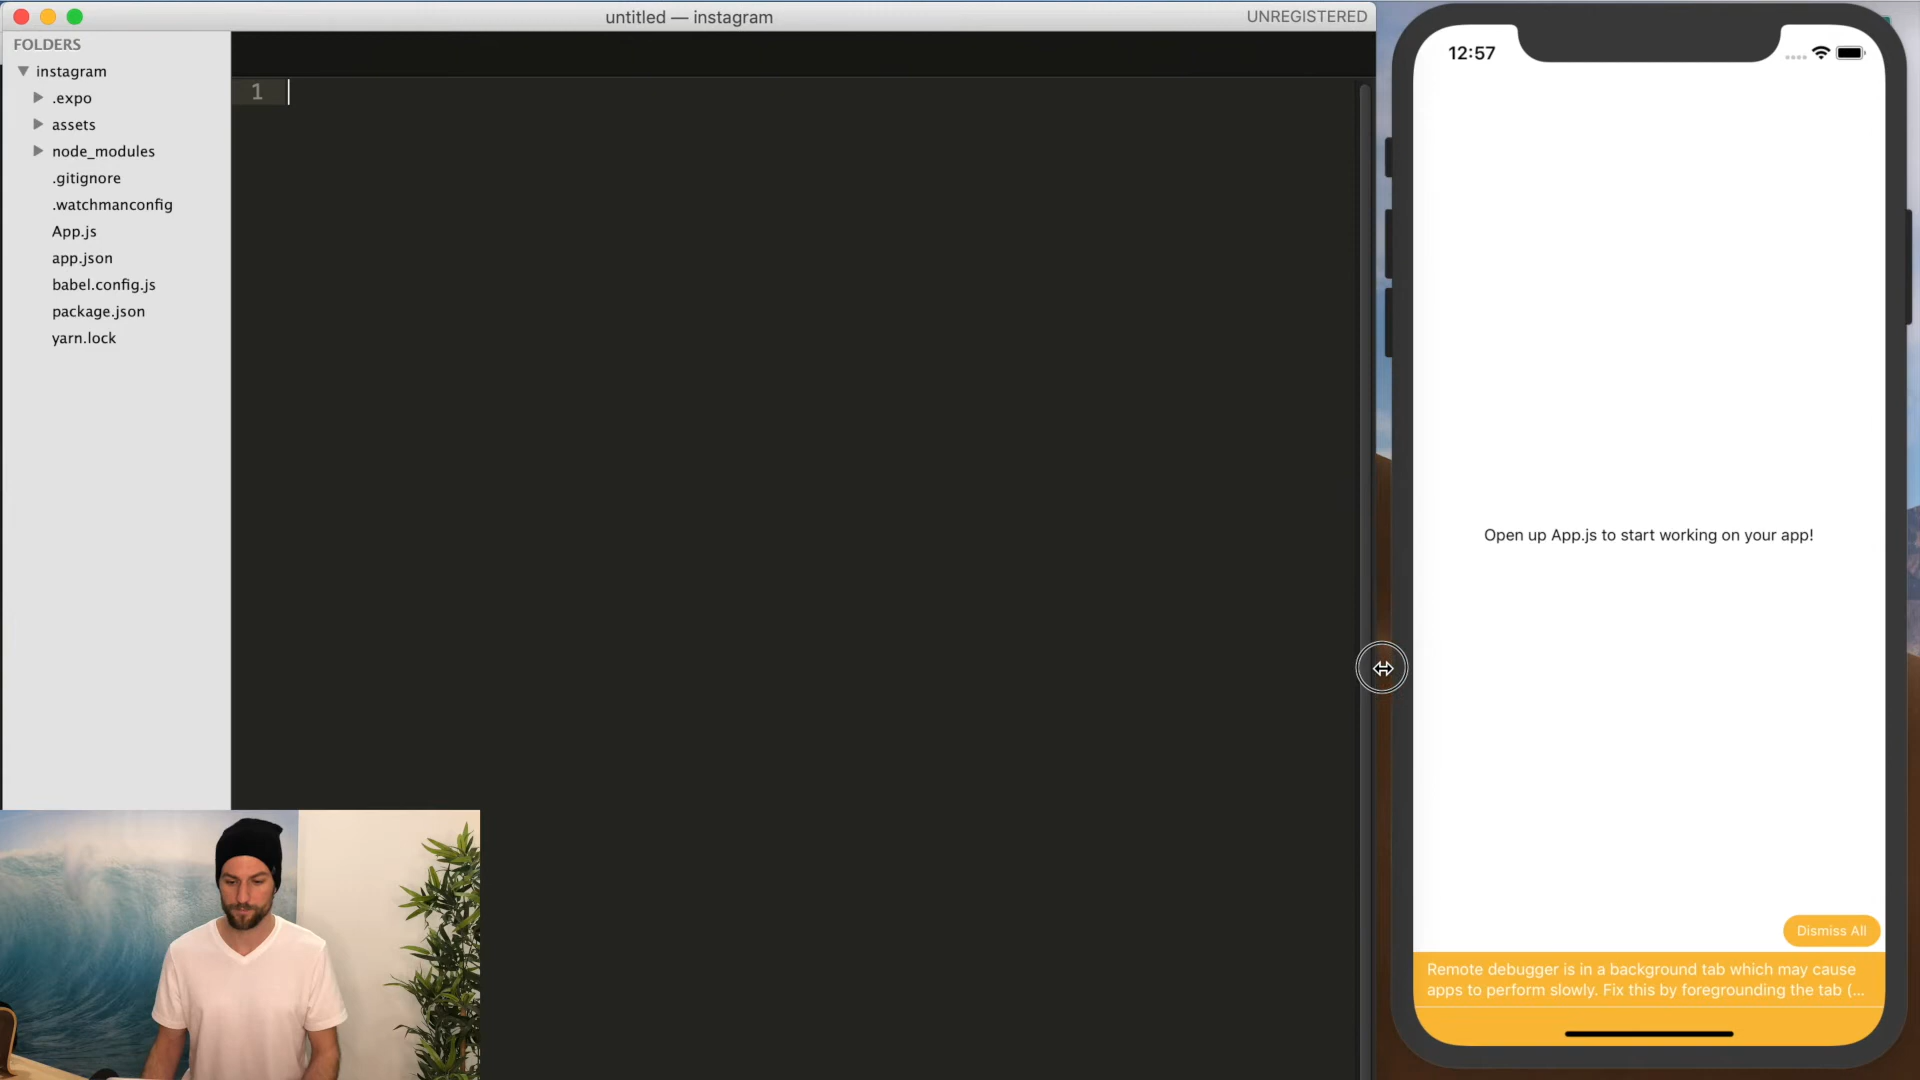 untitled — instagram
UNREGISTERED
FOLDERS
instagram
.expo
assets
node_modules
.gitignore
.watchmanconfig
App.js
app.json
babel.config.js
package.json
yarn.lock
1
12:57
Open up App.js to start working on your app!
Dismiss All
Remote debugger is in a background tab which may cause
apps to perform slowly. Fix this by foregrounding the tab (...